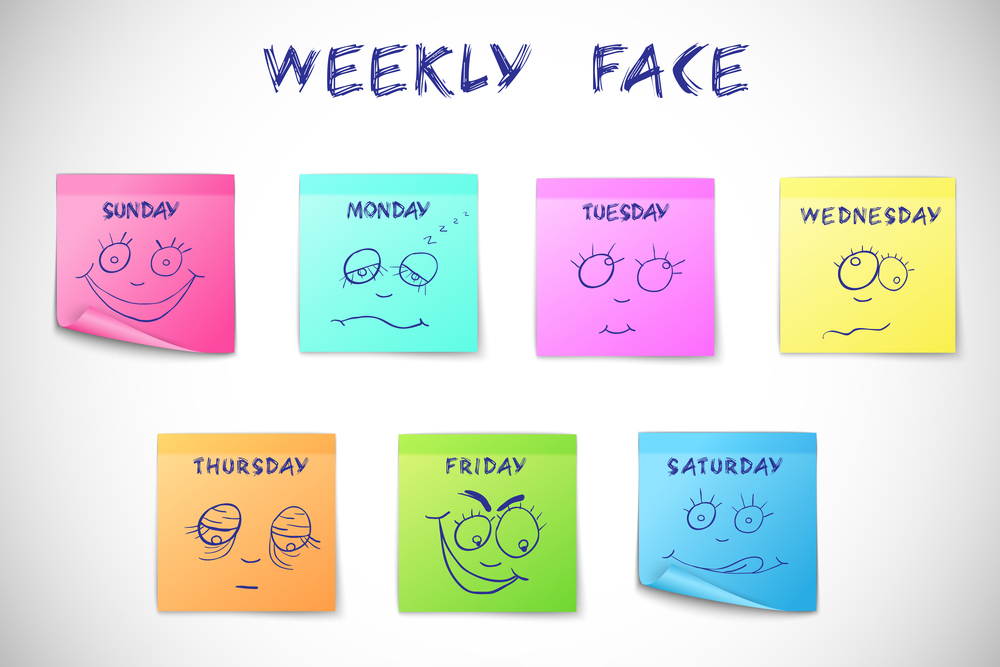 WEEKLY FACE
SUNDAY
MONDAY
z z z z z
TUESDAY
WEDNESDAY
THURSDAY
FRIDAY
SATURDAY